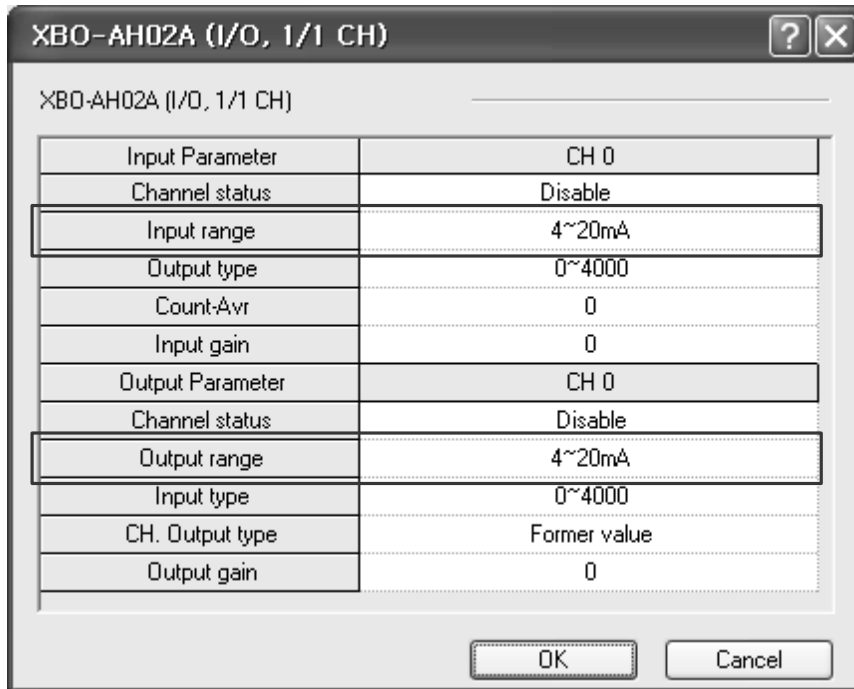 XBO-AH02A (I/O, 1/1 CH)
?
XBO-AH02A (I/O, 1/1 CH)
Input Parameter CH 0
Channel status Disable
Input range 4~20mA
Output type 0~4000
Count-Avr 0
Input gain 0
Output Parameter CH 0
Channel status Disable
Output range 4~20mA
Input type 0~4000
CH. Output type Former value
Output gain 0
OK Cancel